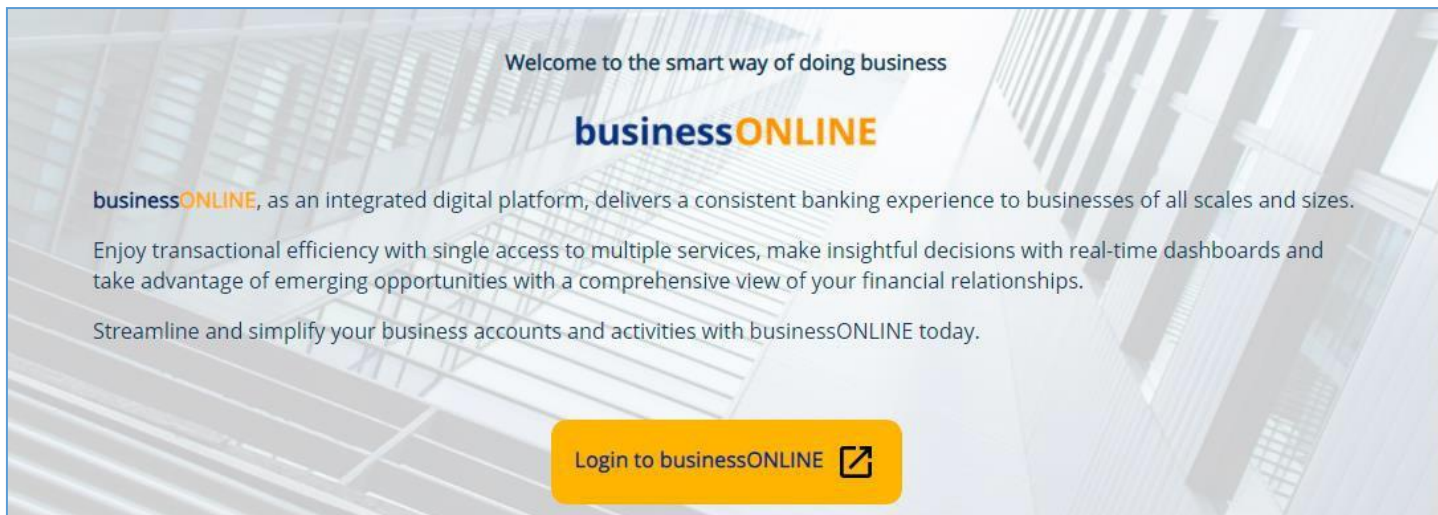 Welcome to the smart way of doing business
businessONLINE
businessONLINE, as an integrated digital platform, delivers a consistent banking experience to businesses of all scales and sizes.
Enjoy transactional efficiency with single access to multiple services, make insightful decisions with real-time dashboards and
take advantage of emerging opportunities with a comprehensive view of your financial relationships.
Streamline and simplify your business accounts and activities with businessONLINE today.
Login to businessONLINE